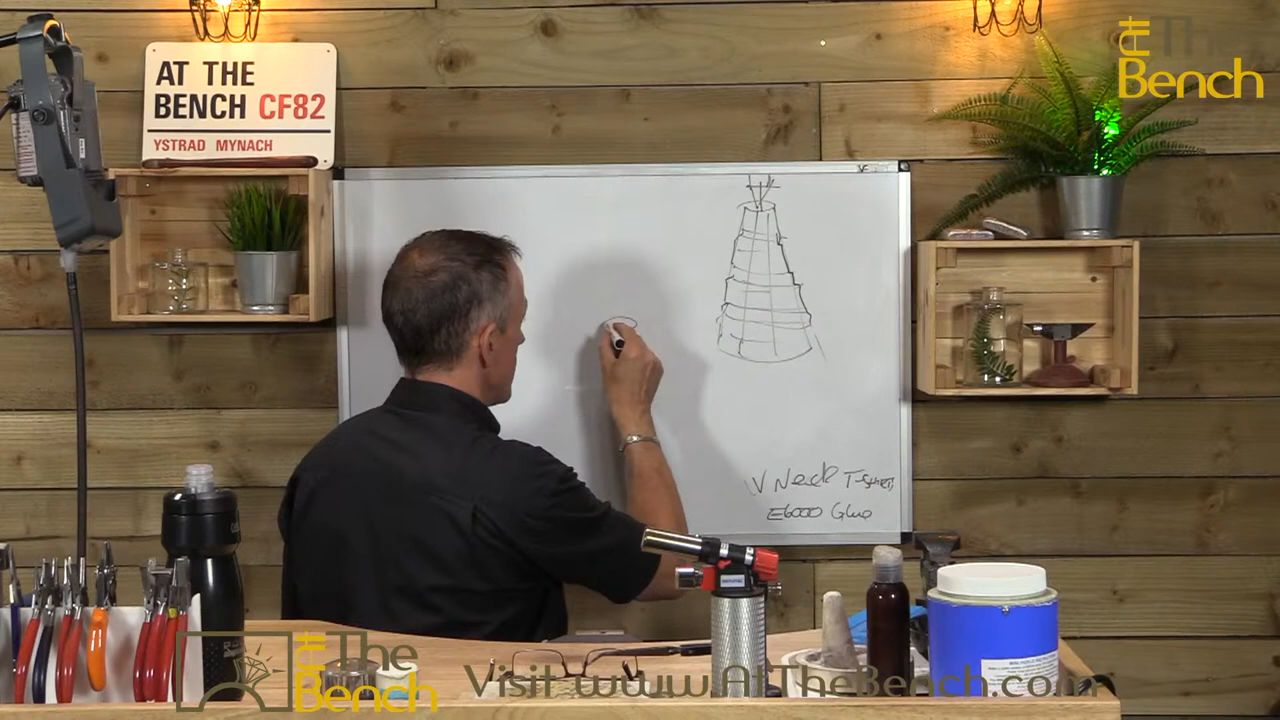 AT THE
BENCH CF82
YSTRAD MYNACH
At The
Bench
V Neck T-Shirt
E6000 Glue
At The
Bench
Visit www.AtTheBench.com